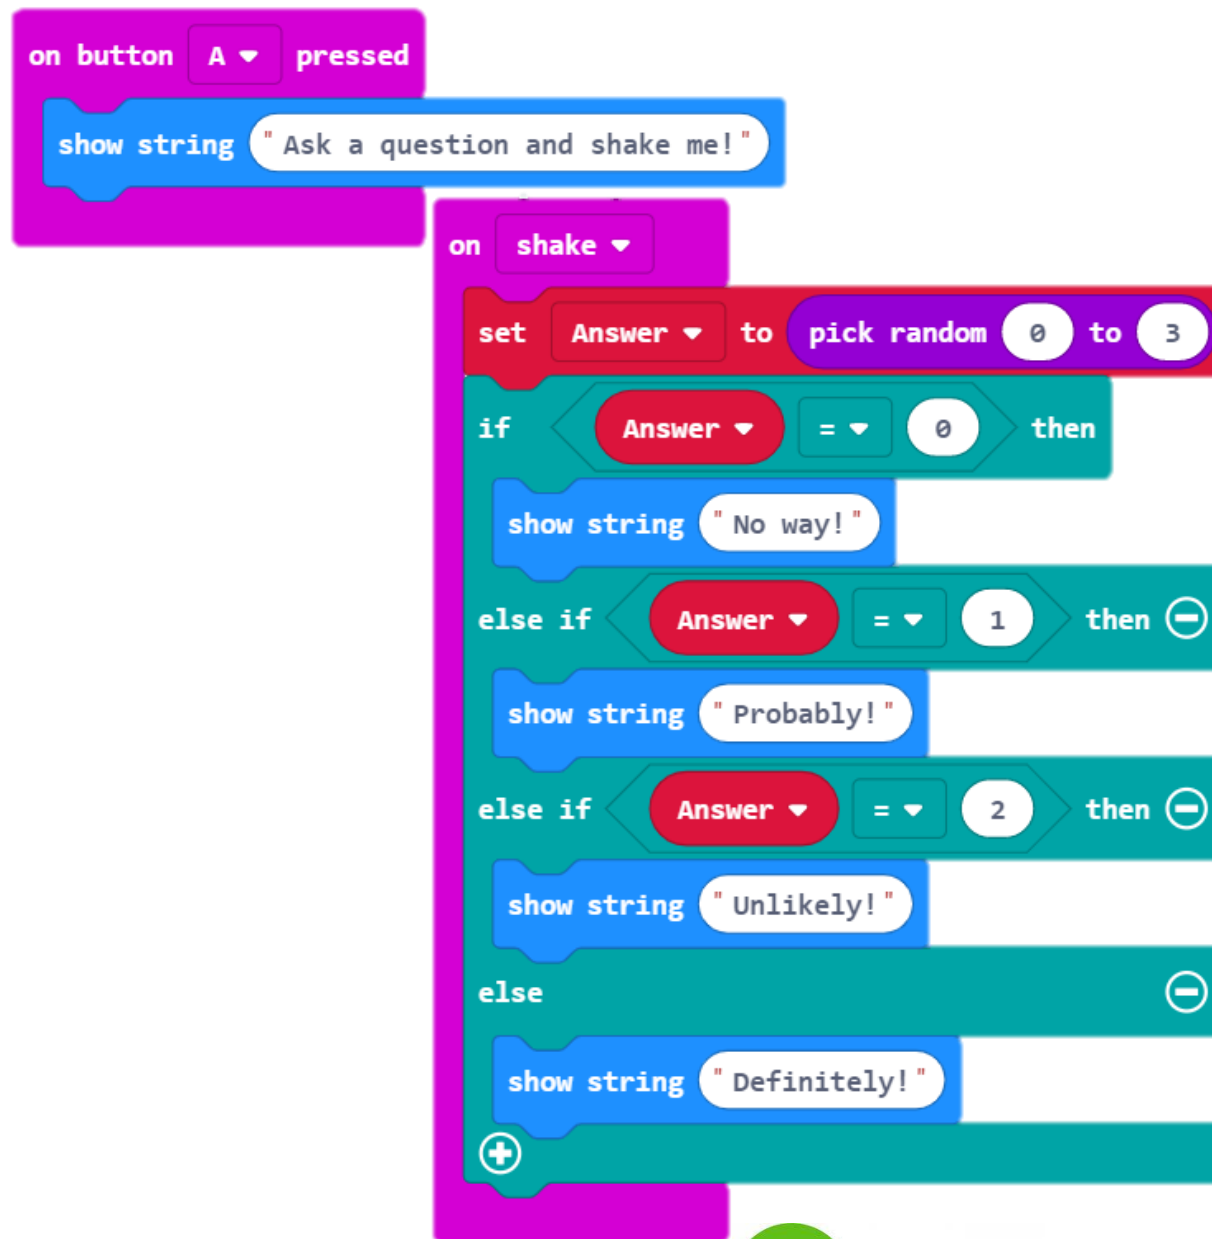 on button A pressed
show string "Ask a question and shake me!"
on shake
set Answer to pick random 0 to 3
if Answer = 0 then
show string "No way!"
else if Answer = 1 then
show string "Probably!"
else if Answer = 2 then
show string "Unlikely!"
else
show string "Definitely!"